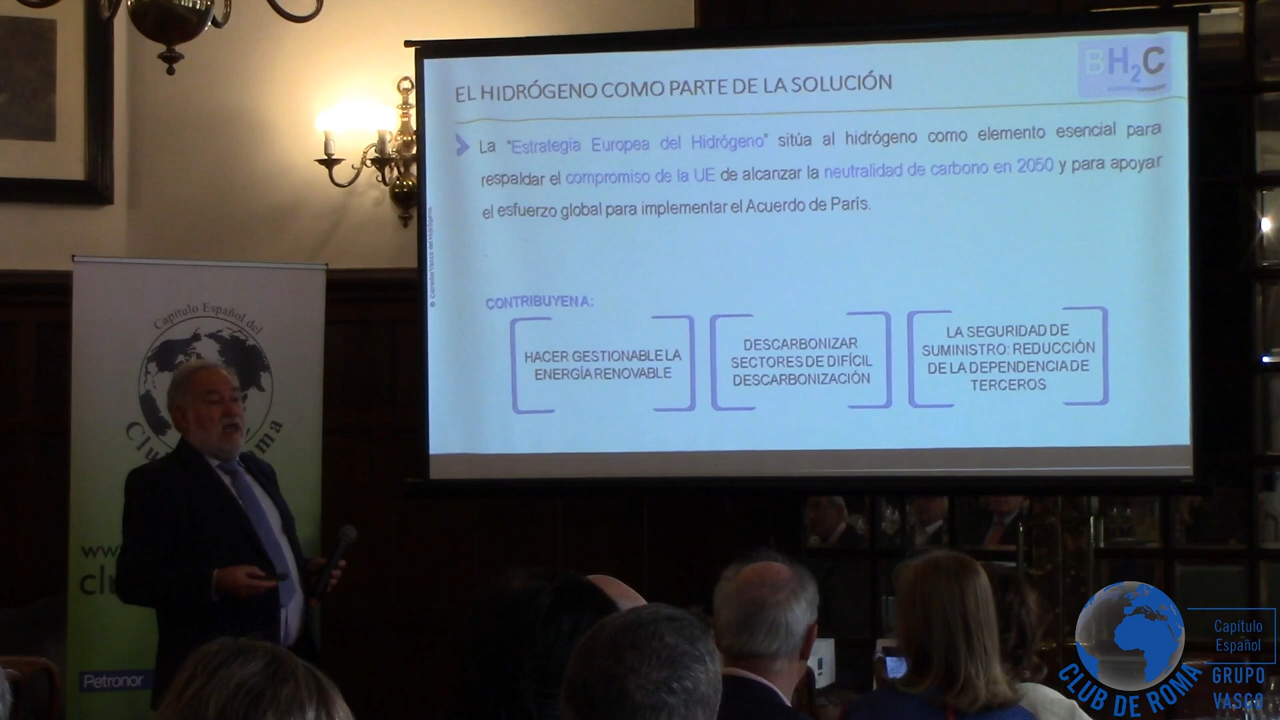 BH2C
EL HIDRÓGENO COMO PARTE DE LA SOLUCIÓN
La "Estrategia Europea del Hidrógeno" sitúa al hidrógeno como elemento esencial para
respaldar el compromiso de la UE de alcanzar la neutralidad de carbono en 2050 y para apoyar
el esfuerzo global para implementar el Acuerdo de París.
CONTRIBUYEN A:
HACER GESTIONABLE LA
ENERGÍA RENOVABLE
DESCARBONIZAR
SECTORES DE DIFÍCIL
DESCARBONIZACIÓN
LA SEGURIDAD DE
SUMINISTRO: REDUCCIÓN
DE LA DEPENDENCIA DE
TERCEROS
© Corredor Vasco del Hidrógeno
Capítulo Español del
Petronor
Capítulo
Español
GRUPO
VASCO
CLUB DE ROMA